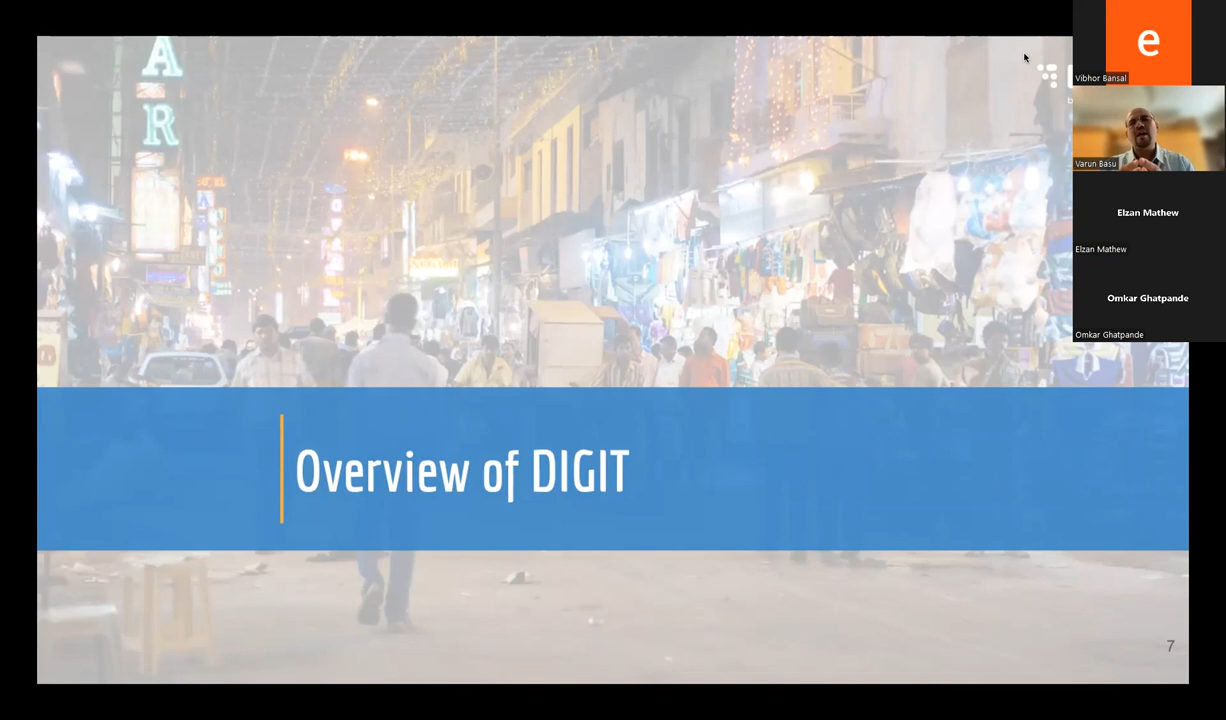 A
R
e
Vibhor Bansal
Varun Basu
Elzan Mathew
Elzan Mathew
Omkar Ghatpande
Omkar Ghatpande
Overview of DIGIT
7